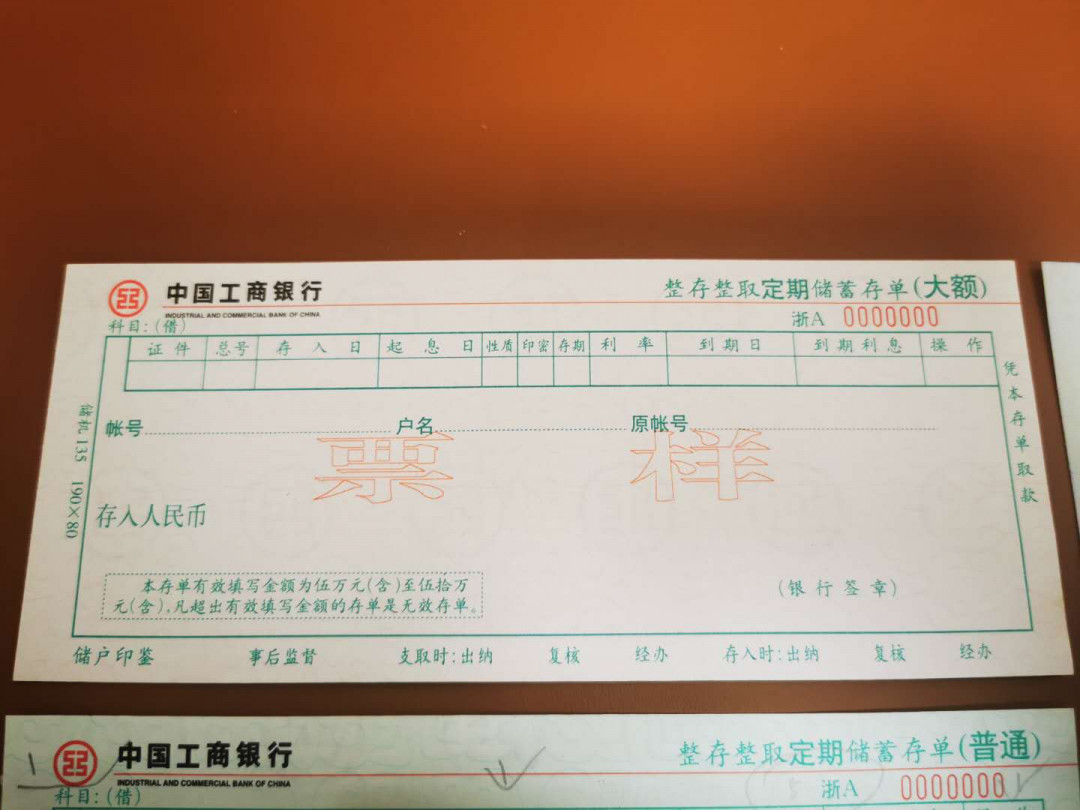 中国工商银行
INDUSTRIAL AND COMMERCIAL BANK OF CHINA
整存整取定期储蓄存单(大额)
科目:(借)
浙A 0000000
证件 总号 存入日 起息日 性质 印密 存期 利率 到期日 到期利息 操作
凭本存单取款
储机135 190×80
帐号 户名 原帐号
票样
存入人民币
本存单有效填写金额为伍万元(含)至伍拾万
元(含),凡超出有效填写金额的存单是无效存单。
(银行签章)
储户印鉴 事后监督 支取时:出纳 复核 经办 存入时:出纳 复核 经办
中国工商银行
INDUSTRIAL AND COMMERCIAL BANK OF CHINA
整存整取定期储蓄存单(普通)
科目:(借)
浙A 0000000